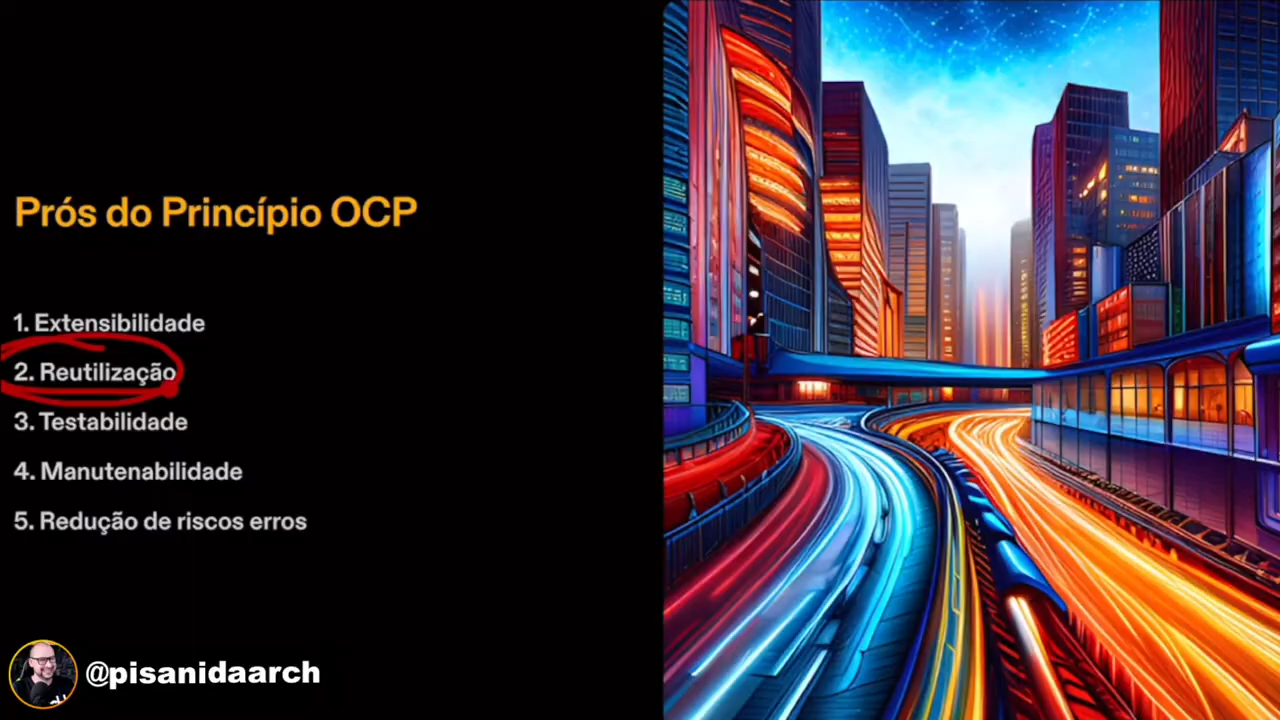 Prós do Princípio OCP
1. Extensibilidade
2. Reutilização
3. Testabilidade
4. Manutenabilidade
5. Redução de riscos erros
@pisanidaarch